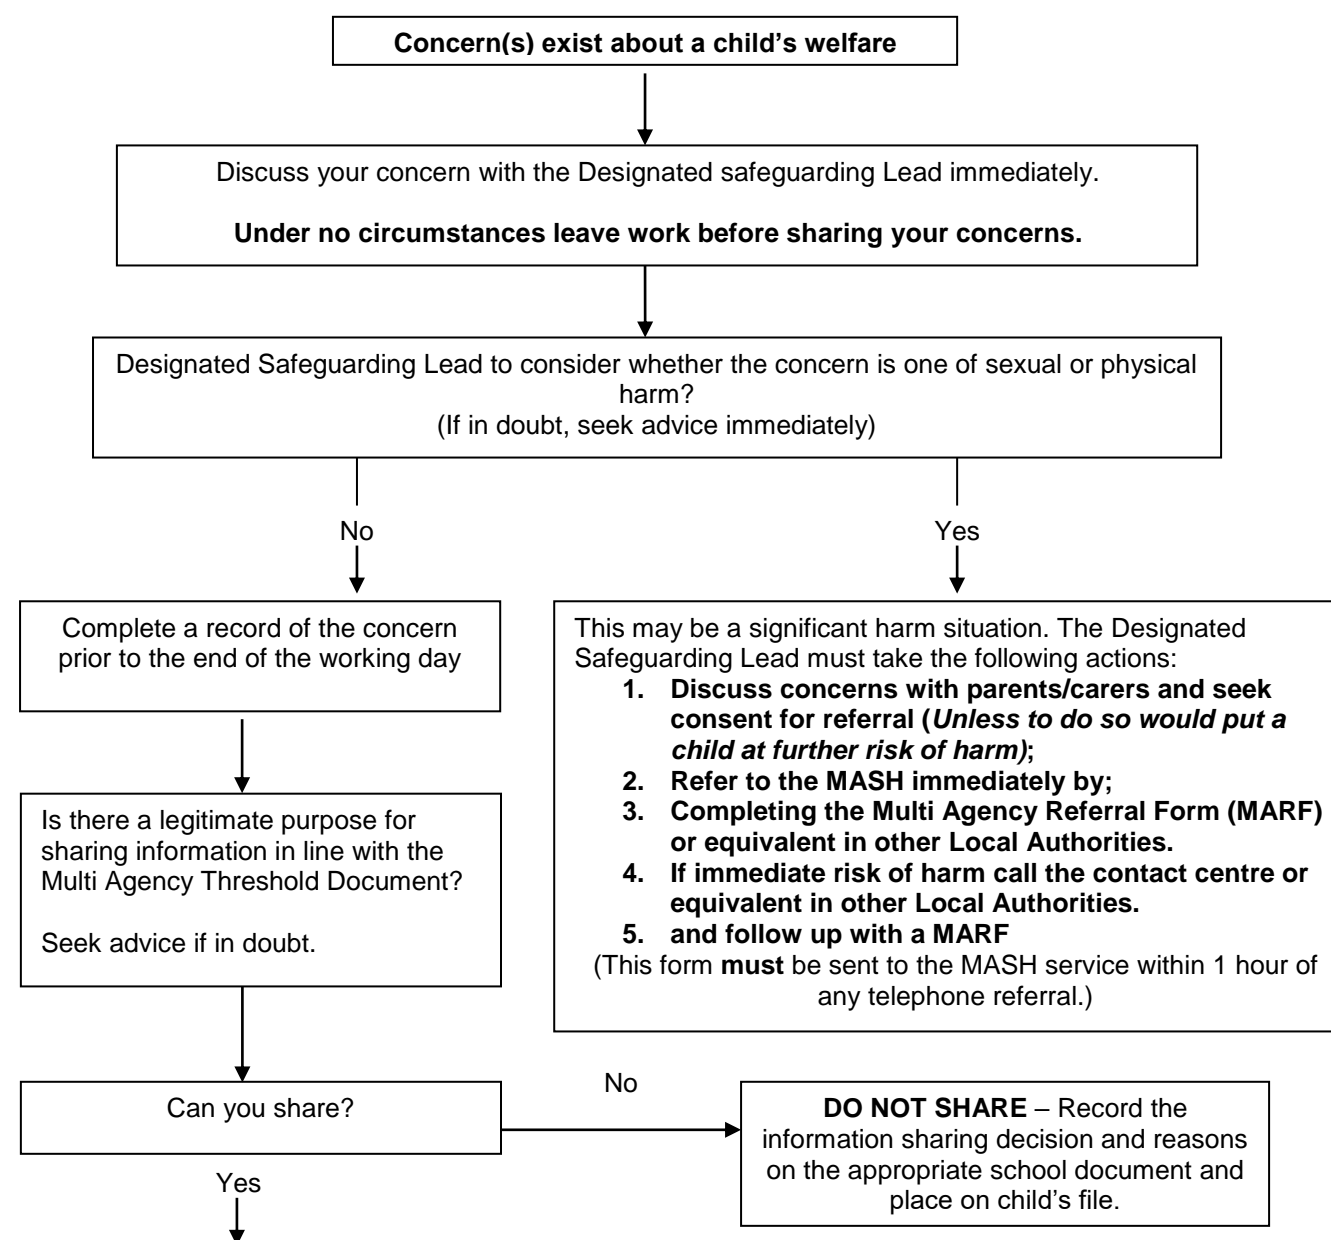 Concern(s) exist about a child’s welfare
Discuss your concern with the Designated safeguarding Lead immediately.
Under no circumstances leave work before sharing your concerns.
Designated Safeguarding Lead to consider whether the concern is one of sexual or physical
harm?
(If in doubt, seek advice immediately)
No
Yes
Complete a record of the concern
prior to the end of the working day
This may be a significant harm situation. The Designated
Safeguarding Lead must take the following actions:
1. Discuss concerns with parents/carers and seek
consent for referral (Unless to do so would put a
child at further risk of harm);
2. Refer to the MASH immediately by;
3. Completing the Multi Agency Referral Form (MARF)
or equivalent in other Local Authorities.
4. If immediate risk of harm call the contact centre or
equivalent in other Local Authorities.
5. and follow up with a MARF
(This form must be sent to the MASH service within 1 hour of
any telephone referral.)
Is there a legitimate purpose for
sharing information in line with the
Multi Agency Threshold Document?
Seek advice if in doubt.
Can you share?
No
DO NOT SHARE – Record the
information sharing decision and reasons
on the appropriate school document and
place on child’s file.
Yes